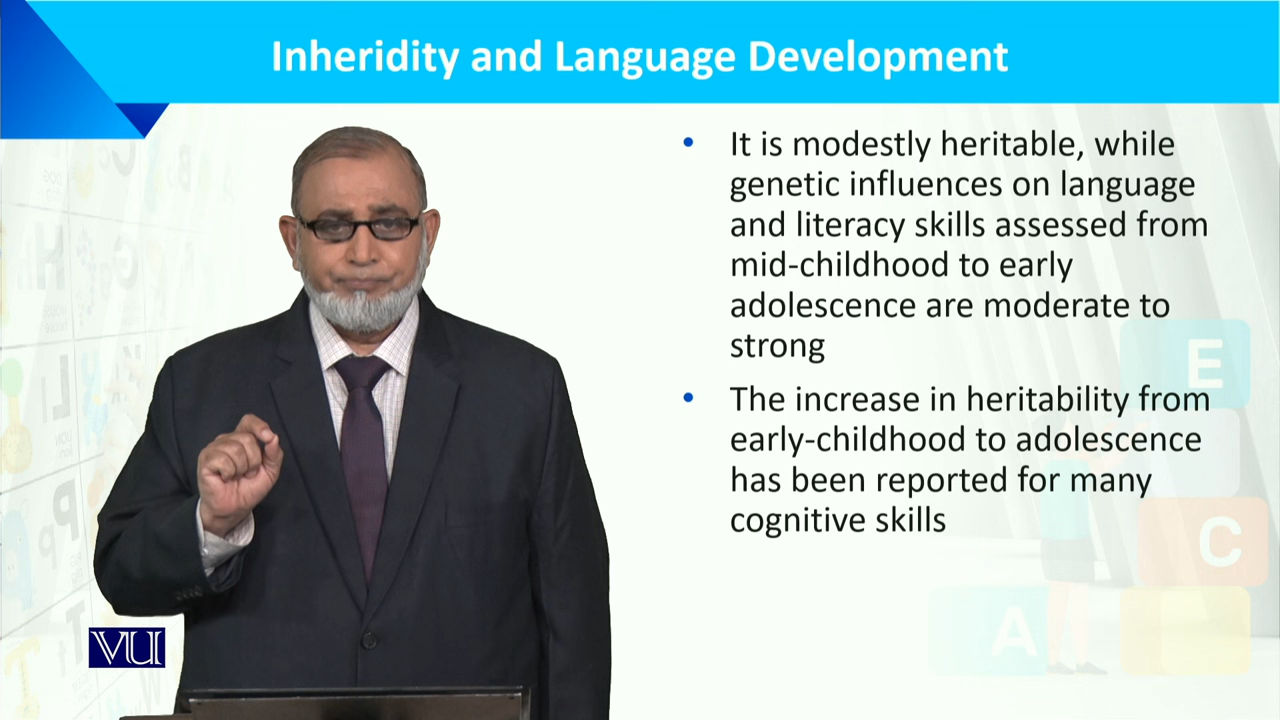 Inheridity and Language Development
• It is modestly heritable, while
genetic influences on language
and literacy skills assessed from
mid-childhood to early
adolescence are moderate to
strong
• The increase in heritability from
early-childhood to adolescence
has been reported for many
cognitive skills
E
C
A
VU